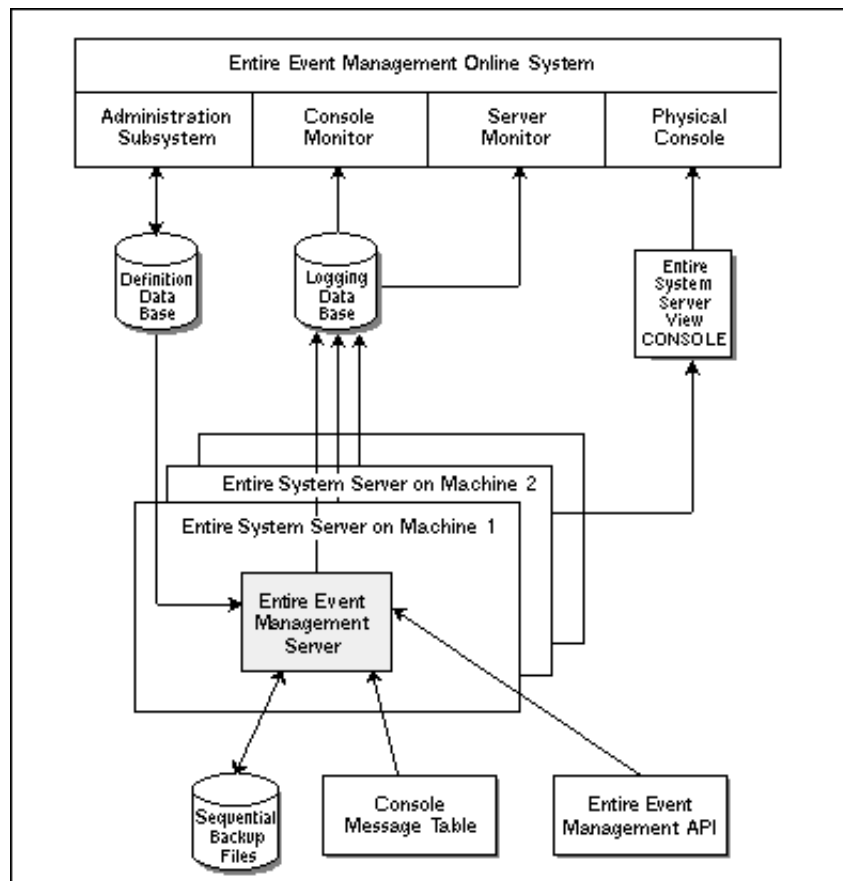 Entire Event Management Online System
Administration
Subsystem
Console
Monitor
Server
Monitor
Physical
Console
Definition
Data
Base
Logging
Data
Base
Entire
System
Server
View
CONSOLE
Entire System Server on Machine 2
Entire System Server on Machine 1
Entire Event
Management
Server
Sequential
Backup
Files
Console
Message Table
Entire Event
Management API